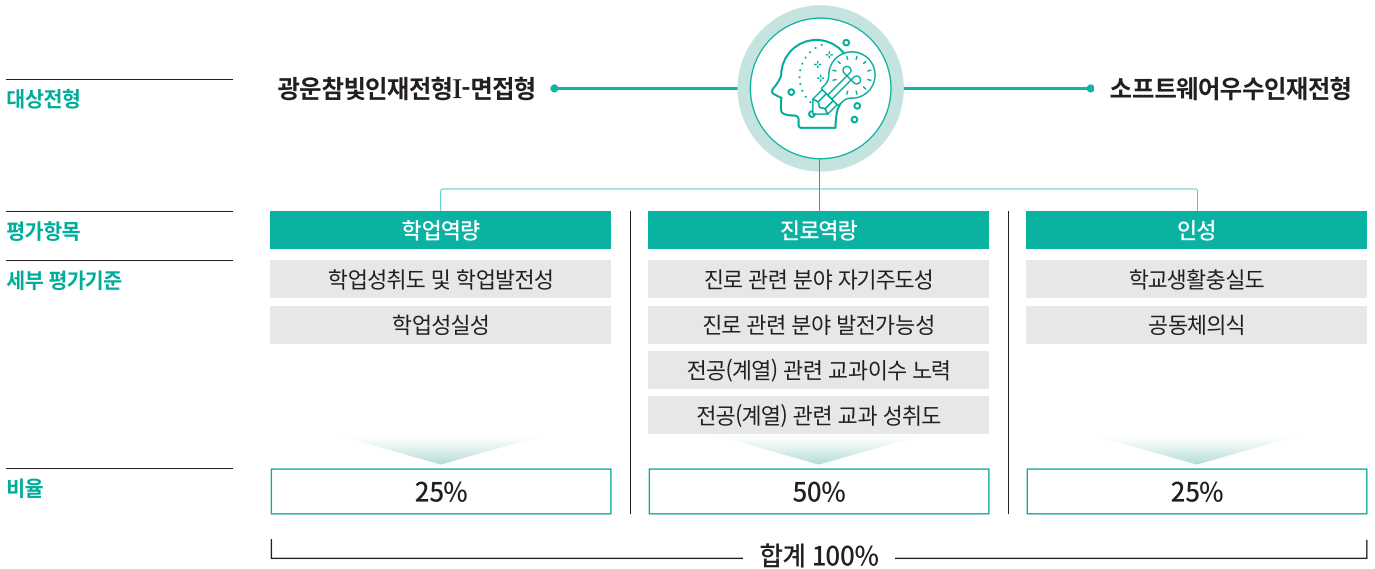 대상전형
광운참빛인재전형I-면접형
소프트웨어우수인재전형
평가항목
학업역량
진로역랑
인성
세부 평가기준
학업성취도 및 학업발전성
진로 관련 분야 자기주도성
학교생활충실도
학업성실성
진로 관련 분야 발전가능성
공동체의식
전공(계열) 관련 교과이수 노력
전공(계열) 관련 교과 성취도
비율
25%
50%
25%
합계 100%